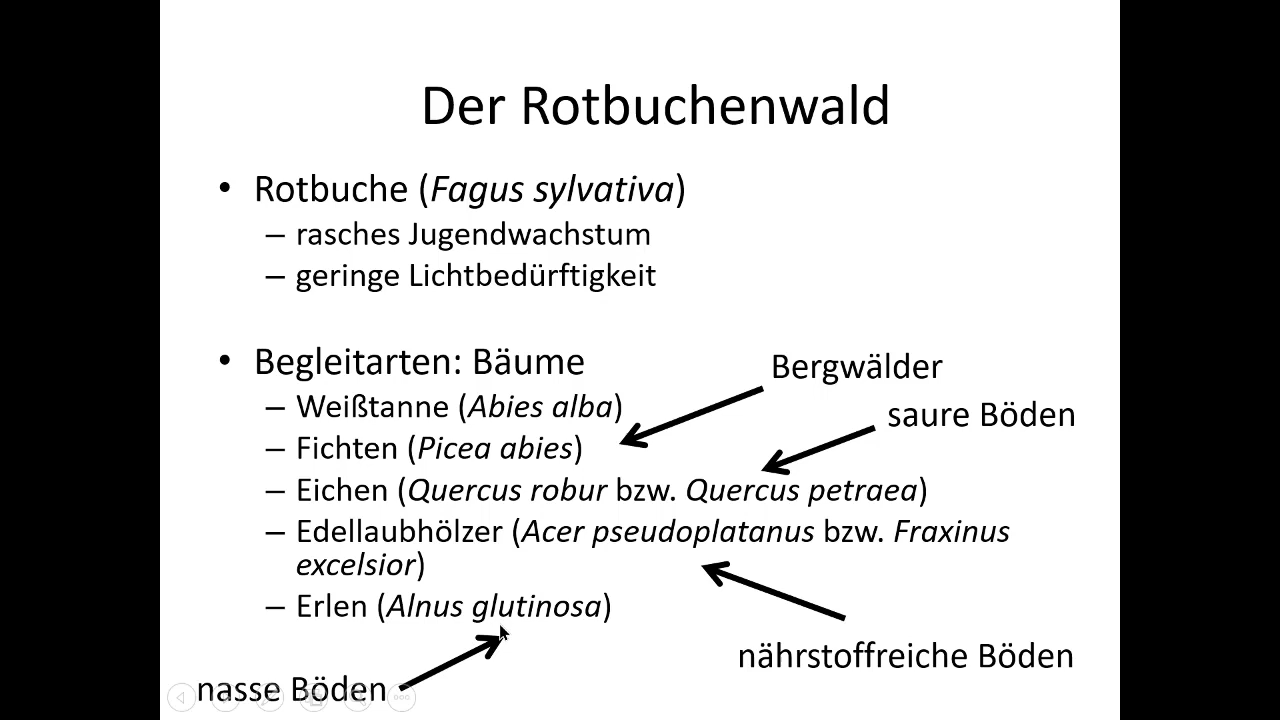 Der Rotbuchenwald
• Rotbuche (Fagus sylvativa)
– rasches Jugendwachstum
– geringe Lichtbedürftigkeit
• Begleitarten: Bäume
Bergwälder
– Weißtanne (Abies alba)
saure Böden
– Fichten (Picea abies)
– Eichen (Quercus robur bzw. Quercus petraea)
– Edellaubhölzer (Acer pseudoplatanus bzw. Fraxinus
excelsior)
– Erlen (Alnus glutinosa)
nährstoffreiche Böden
nasse Böden